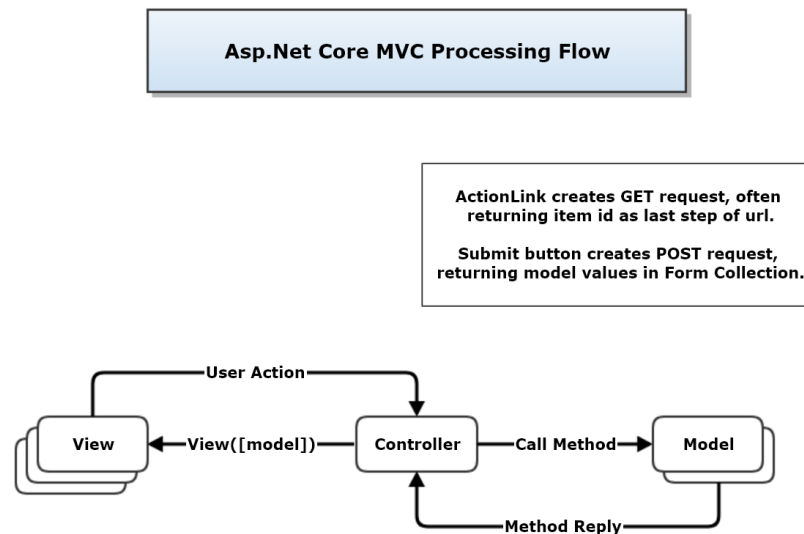 Asp.Net Core MVC Processing Flow
ActionLink creates GET request, often
returning item id as last step of url.
Submit button creates POST request,
returning model values in Form Collection.
User Action
View
View([model])
Controller
Call Method
Model
Method Reply